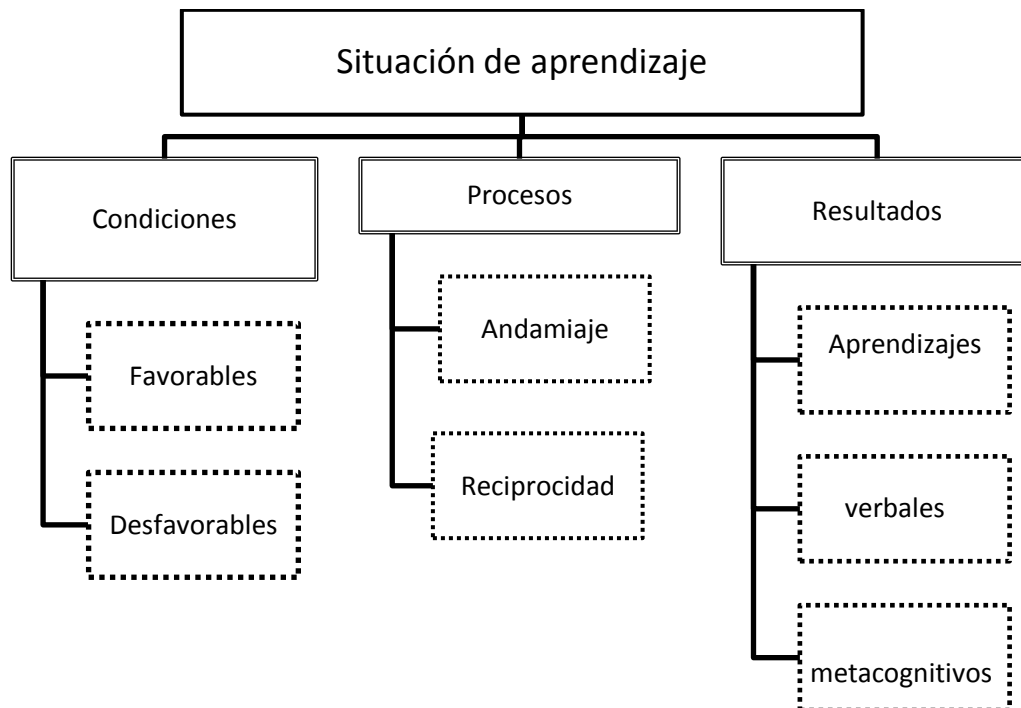 Situación de aprendizaje
Condiciones
Favorables
Desfavorables
Procesos
Andamiaje
Reciprocidad
Resultados
Aprendizajes
verbales
metacognitivos